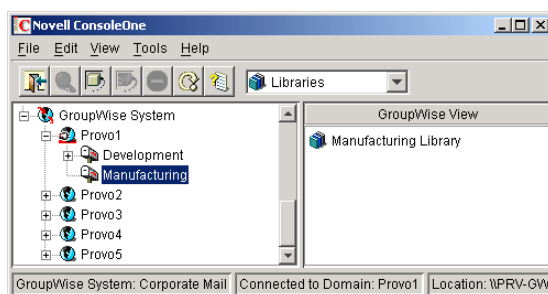 Novell ConsoleOne
File Edit View Tools Help
Libraries
GroupWise System
Provo1
Development
Manufacturing
Provo2
Provo3
Provo4
Provo5
GroupWise View
Manufacturing Library
GroupWise System: Corporate Mail Connected to Domain: Provo1 Location: \\PRV-GW